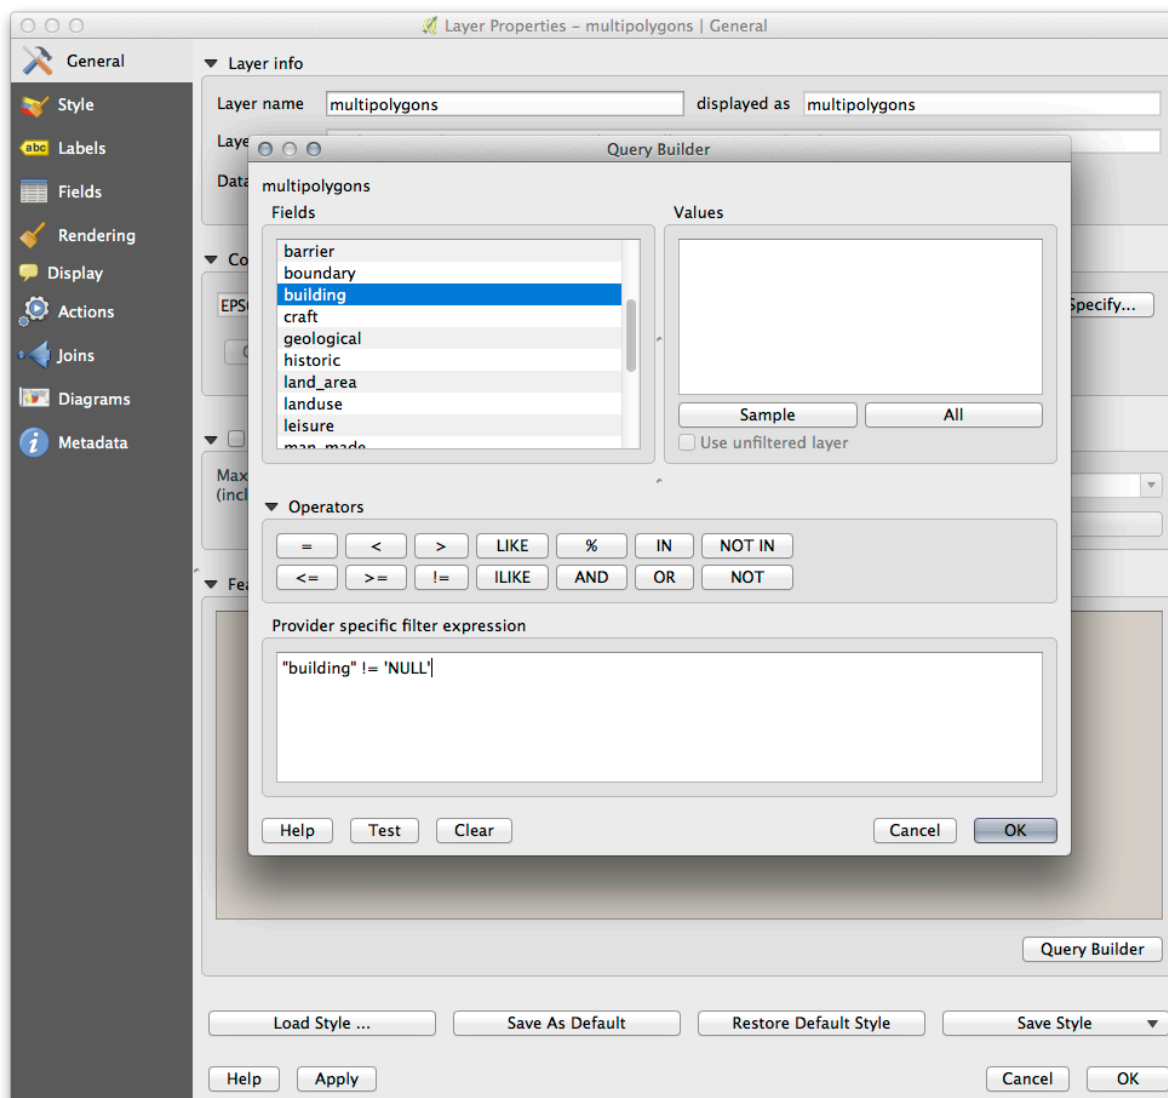 Layer Properties – multipolygons | General
General
Style
abc Labels
Fields
Rendering
Display
Actions
Joins
Diagrams
Metadata
Layer info
Layer name multipolygons displayed as multipolygons
Specify...
Query Builder
multipolygons
Fields
barrier
boundary
building
craft
geological
historic
land_area
landuse
leisure
man_made
Values
Sample All
Use unfiltered layer
Operators
= < > LIKE % IN NOT IN
<= >= != ILIKE AND OR NOT
Provider specific filter expression
"building" != 'NULL'
Help Test Clear Cancel OK
Query Builder
Load Style ... Save As Default Restore Default Style Save Style
Help Apply Cancel OK